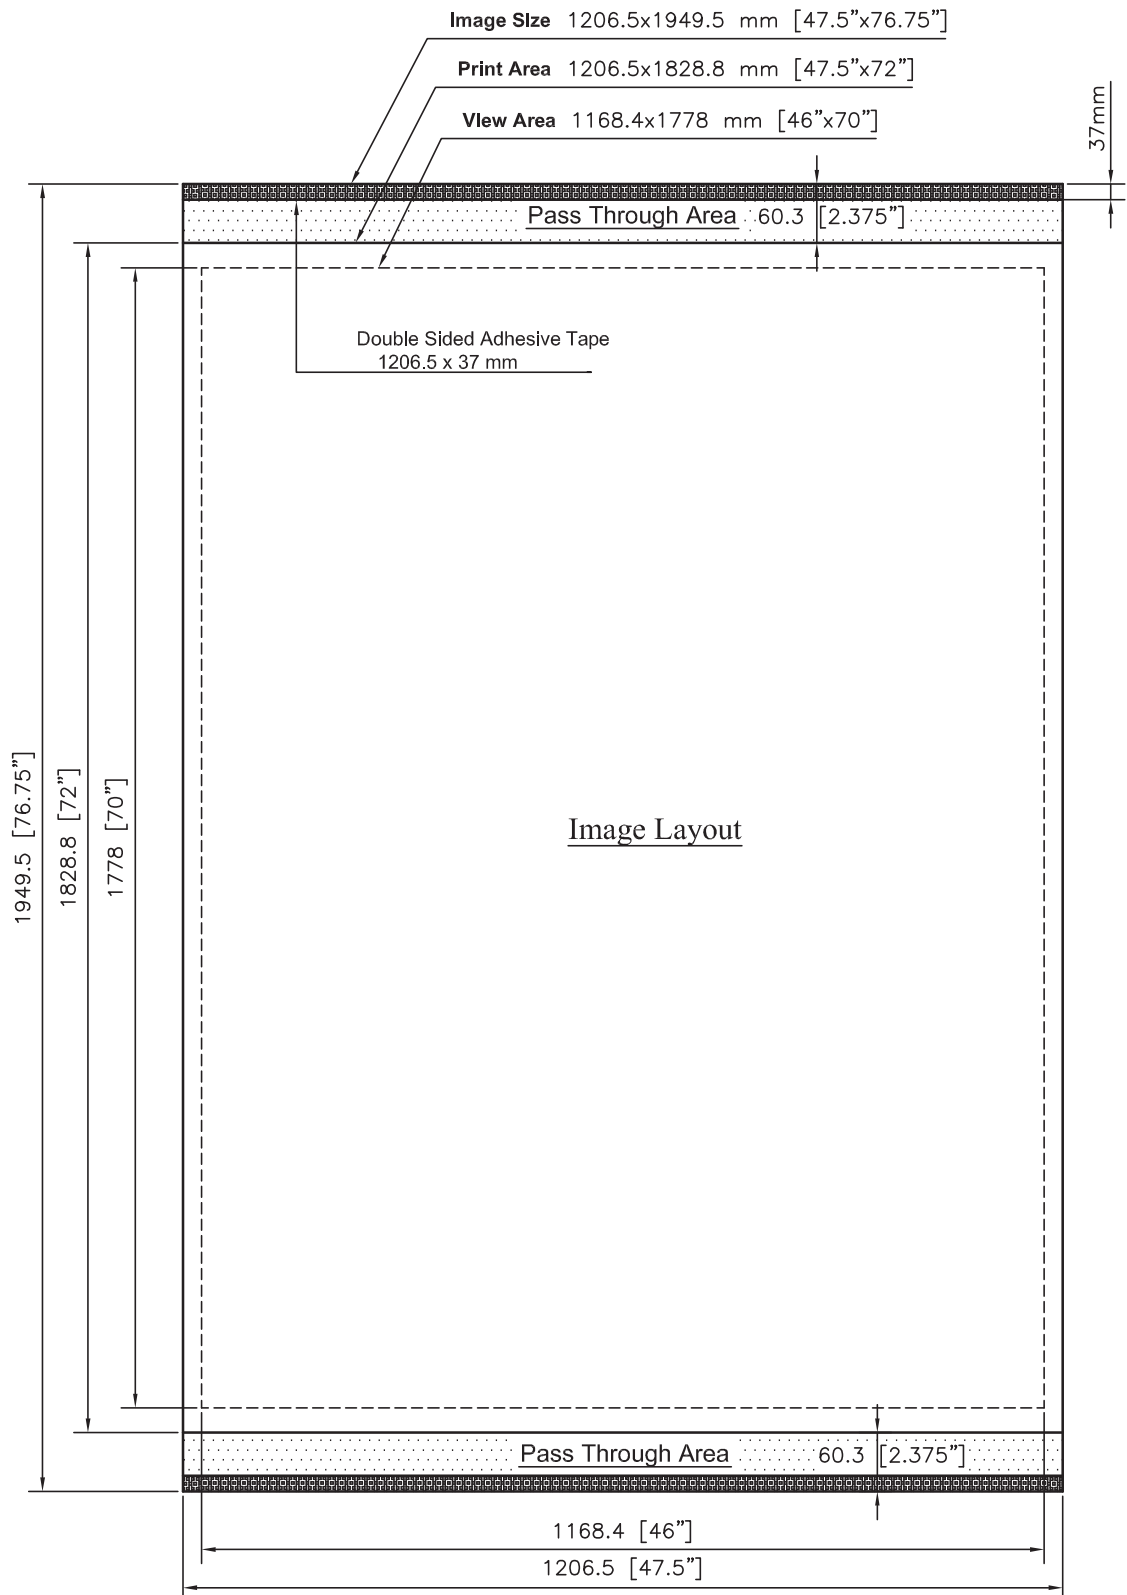 Image SIze 1206.5x1949.5 mm [47.5”x76.75”]
Print Area 1206.5x1828.8 mm [47.5”x72”]
VIew Area 1168.4x1778 mm [46”x70”]
37mm
Pass Through Area 60.3 [2.375”]
Double Sided Adhesive Tape
1206.5 x 37 mm
1949.5 [76.75”]
1828.8 [72”]
1778 [70”]
Image Layout
Pass Through Area 60.3 [2.375”]
1168.4 [46”]
1206.5 [47.5”]